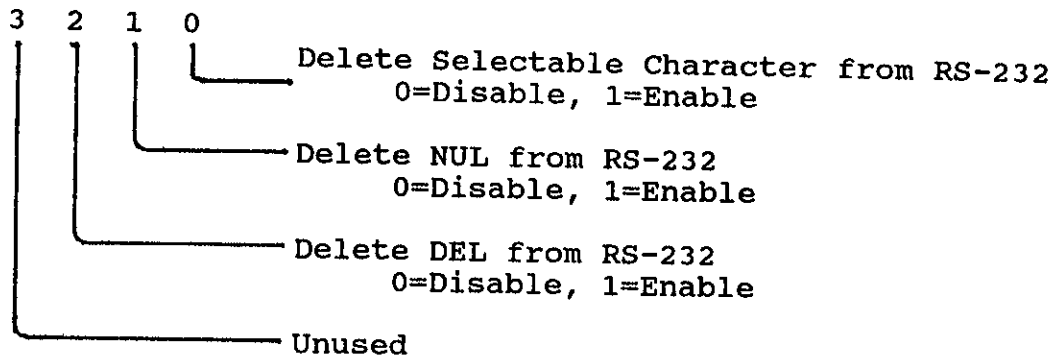 3 2 1 0
Delete Selectable Character from RS-232
0=Disable, 1=Enable
Delete NUL from RS-232
0=Disable, 1=Enable
Delete DEL from RS-232
0=Disable, 1=Enable
Unused